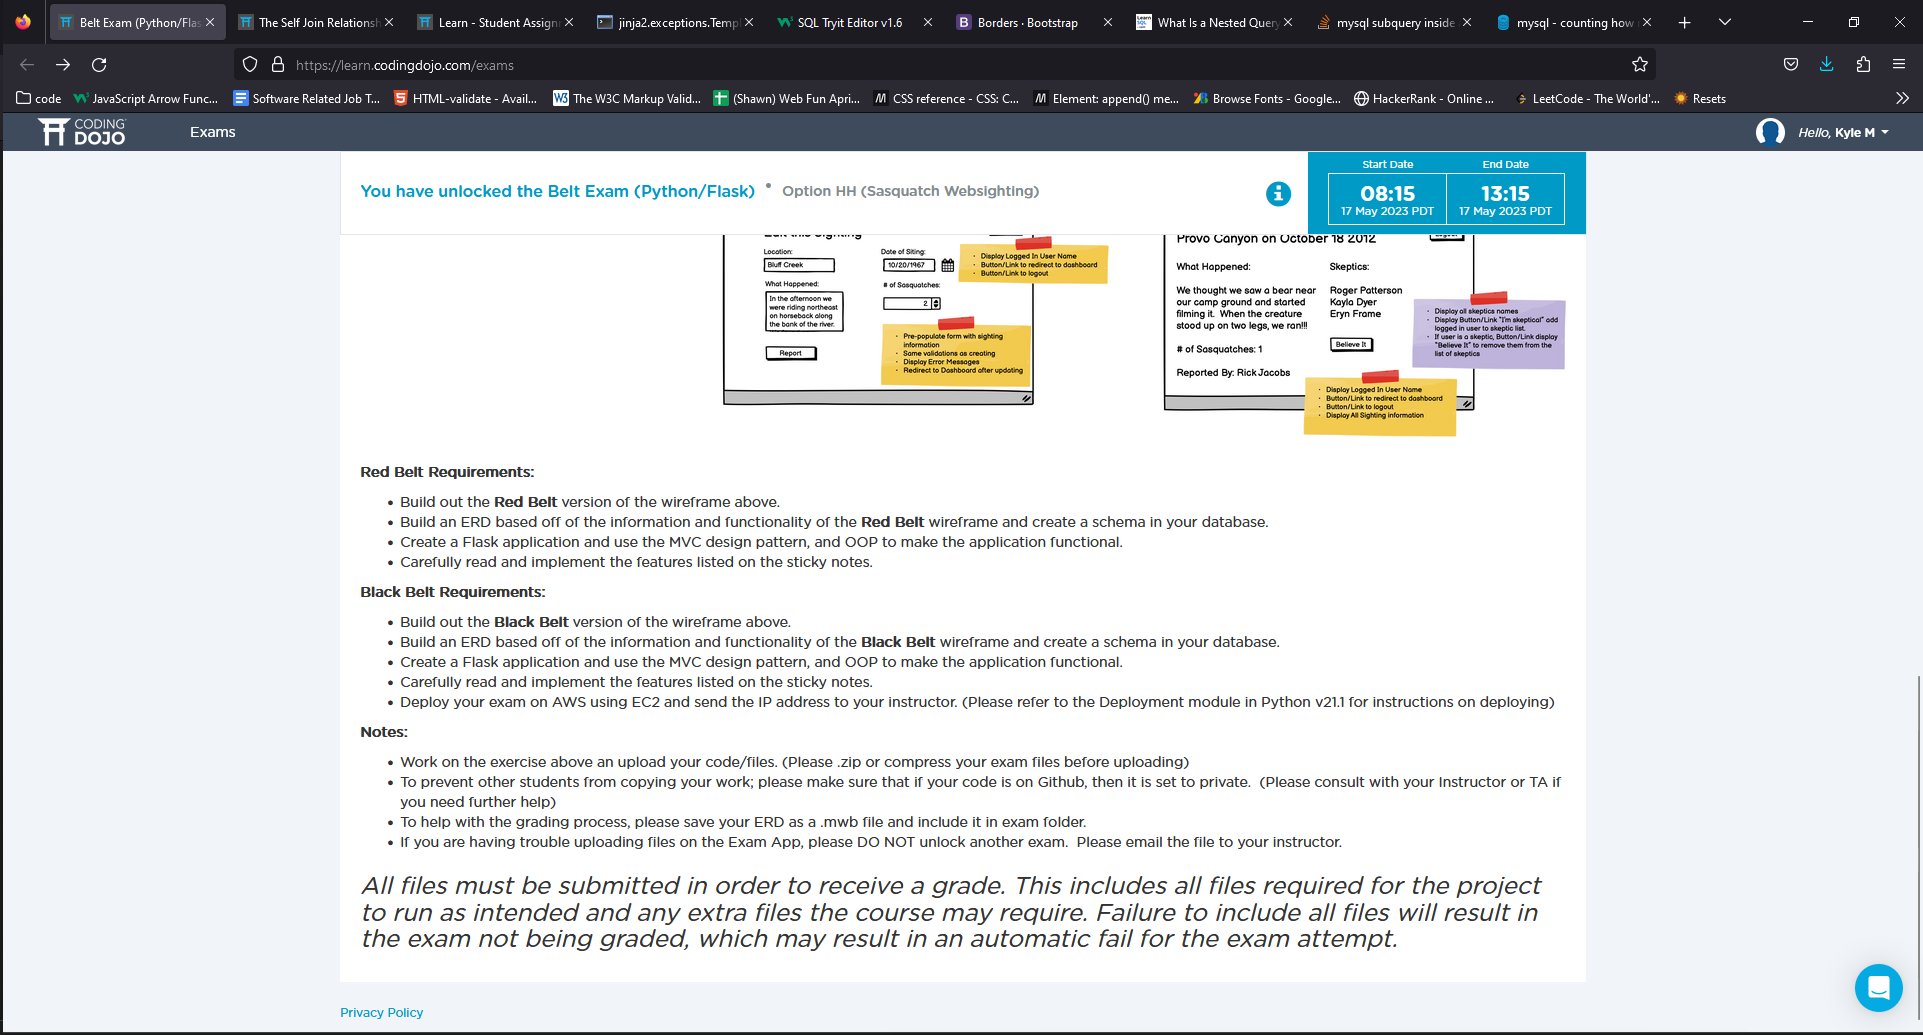 Belt Exam (Python/Flas
The Self Join Relationsh
Learn - Student Assignm
jinja2.exceptions.Templ
SQL Tryit Editor v1.6
Borders · Bootstrap
What Is a Nested Query
mysql subquery inside
mysql - counting how
https://learn.codingdojo.com/exams
code
JavaScript Arrow Func...
Software Related Job T...
HTML-validate - Avail...
The W3C Markup Valid...
(Shawn) Web Fun Apri...
CSS reference - CSS: C...
Element: append() me...
Browse Fonts - Google...
HackerRank - Online ...
LeetCode - The World'...
Resets
CODING DOJO
Exams
Hello, Kyle M
You have unlocked the Belt Exam (Python/Flask) • Option HH (Sasquatch Websighting)
Start Date
08:15
17 May 2023 PDT
End Date
13:15
17 May 2023 PDT
Edit this Sighting
Location:
Bluff Creek
Date of Siting:
10/20/1967
What Happened:
In the afternoon we
were riding northeast
on horseback along
the bank of the river.
# of Sasquatches:
2
Report
· Display Logged In User Name
· Button/Link to redirect to dashboard
· Button/Link to logout
· Pre-populate form with sighting
information
· Same validations as creating
· Display Error Messages
· Redirect to Dashboard after updating
Provo Canyon on October 18 2012
Logout
What Happened:
We thought we saw a bear near
our camp ground and started
filming it. When the creature
stood up on two legs, we ran!!!
# of Sasquatches: 1
Reported By: Rick Jacobs
Skeptics:
Roger Patterson
Kayla Dyer
Eryn Frame
Believe It
· Display all skeptics names
· Display Button/Link "I'm skeptical" add
logged in user to skeptic list.
· If user is a skeptic, Button/Link display
"Believe It" to remove them from the
list of skeptics
· Display Logged In User Name
· Button/Link to redirect to dashboard
· Button/Link to logout
· Display All Sighting information
Red Belt Requirements:
• Build out the Red Belt version of the wireframe above.
• Build an ERD based off of the information and functionality of the Red Belt wireframe and create a schema in your database.
• Create a Flask application and use the MVC design pattern, and OOP to make the application functional.
• Carefully read and implement the features listed on the sticky notes.
Black Belt Requirements:
• Build out the Black Belt version of the wireframe above.
• Build an ERD based off of the information and functionality of the Black Belt wireframe and create a schema in your database.
• Create a Flask application and use the MVC design pattern, and OOP to make the application functional.
• Carefully read and implement the features listed on the sticky notes.
• Deploy your exam on AWS using EC2 and send the IP address to your instructor. (Please refer to the Deployment module in Python v21.1 for instructions on deploying)
Notes:
• Work on the exercise above an upload your code/files. (Please .zip or compress your exam files before uploading)
• To prevent other students from copying your work; please make sure that if your code is on Github, then it is set to private. (Please consult with your Instructor or TA if
you need further help)
• To help with the grading process, please save your ERD as a .mwb file and include it in exam folder.
• If you are having trouble uploading files on the Exam App, please DO NOT unlock another exam. Please email the file to your instructor.
All files must be submitted in order to receive a grade. This includes all files required for the project
to run as intended and any extra files the course may require. Failure to include all files will result in
the exam not being graded, which may result in an automatic fail for the exam attempt.
Privacy Policy